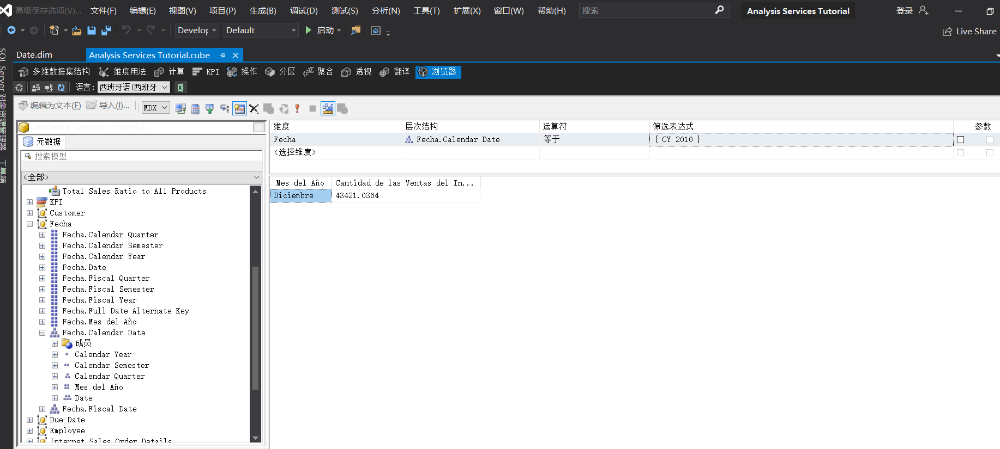 高级保存选项(V)... 文件(F) 编辑(E) 视图(V) 项目(P) 生成(B) 调试(D) 测试(S) 分析(N) 工具(T) 扩展(X) 窗口(W) 帮助(H) 搜索 Analysis Services Tutorial 登录
Develop Default 启动 Live Share
SQL Server 对象资源管理器
工具箱
Date.dim Analysis Services Tutorial.cube
多维数据集结构 维度用法 计算 KPI 操作 分区 聚合 透视 翻译 浏览器
语言: 西班牙语(西班牙
编辑为文本(E) 导入(I)... MDX
Analysis Services Tutorial
元数据
搜索模型
<全部>
Total Sales Ratio to All Products
KPI
Customer
Fecha
Fecha.Calendar Quarter
Fecha.Calendar Semester
Fecha.Calendar Year
Fecha.Date
Fecha.Fiscal Quarter
Fecha.Fiscal Semester
Fecha.Fiscal Year
Fecha.Full Date Alternate Key
Fecha.Mes del Año
Fecha.Calendar Date
成员
Calendar Year
Calendar Semester
Calendar Quarter
Mes del Año
Date
Fecha.Fiscal Date
Due Date
Employee
Internet Sales Order Details
维度 层次结构 运算符 筛选表达式 参数
Fecha Fecha.Calendar Date 等于 { CY 2010 }
<选择维度>
Mes del Año Cantidad de las Ventas del In...
Diciembre 43421.0364